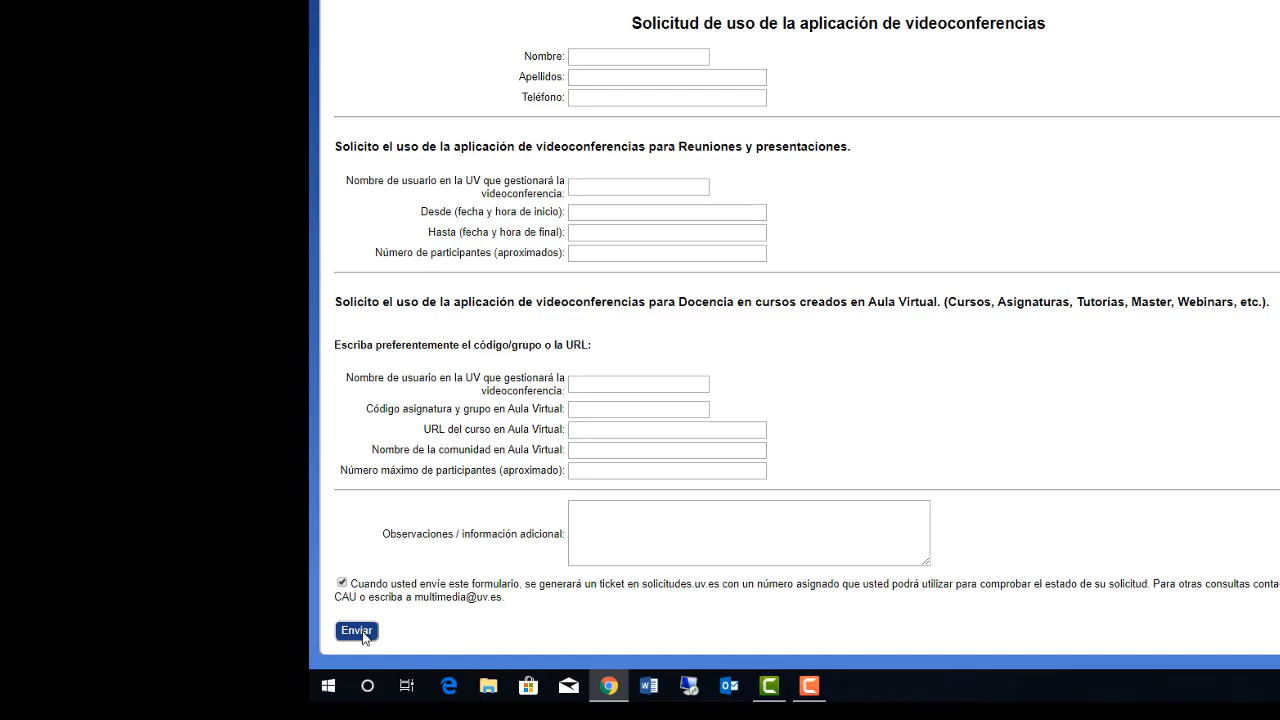 Solicitud de uso de la aplicación de videoconferencias
Nombre:
Apellidos:
Teléfono:
Solicito el uso de la aplicación de videoconferencias para Reuniones y presentaciones.
Nombre de usuario en la UV que gestionará la
videoconferencia:
Desde (fecha y hora de inicio):
Hasta (fecha y hora de final):
Número de participantes (aproximados):
Solicito el uso de la aplicación de videoconferencias para Docencia en cursos creados en Aula Virtual. (Cursos, Asignaturas, Tutorías, Master, Webinars, etc.).
Escriba preferentemente el código/grupo o la URL:
Nombre de usuario en la UV que gestionará la
videoconferencia:
Código asignatura y grupo en Aula Virtual:
URL del curso en Aula Virtual:
Nombre de la comunidad en Aula Virtual:
Número máximo de participantes (aproximado):
Observaciones / información adicional:
Cuando usted envíe este formulario, se generará un ticket en solicitudes.uv.es con un número asignado que usted podrá utilizar para comprobar el estado de su solicitud. Para otras consultas conta
CAU o escriba a multimedia@uv.es.
Enviar